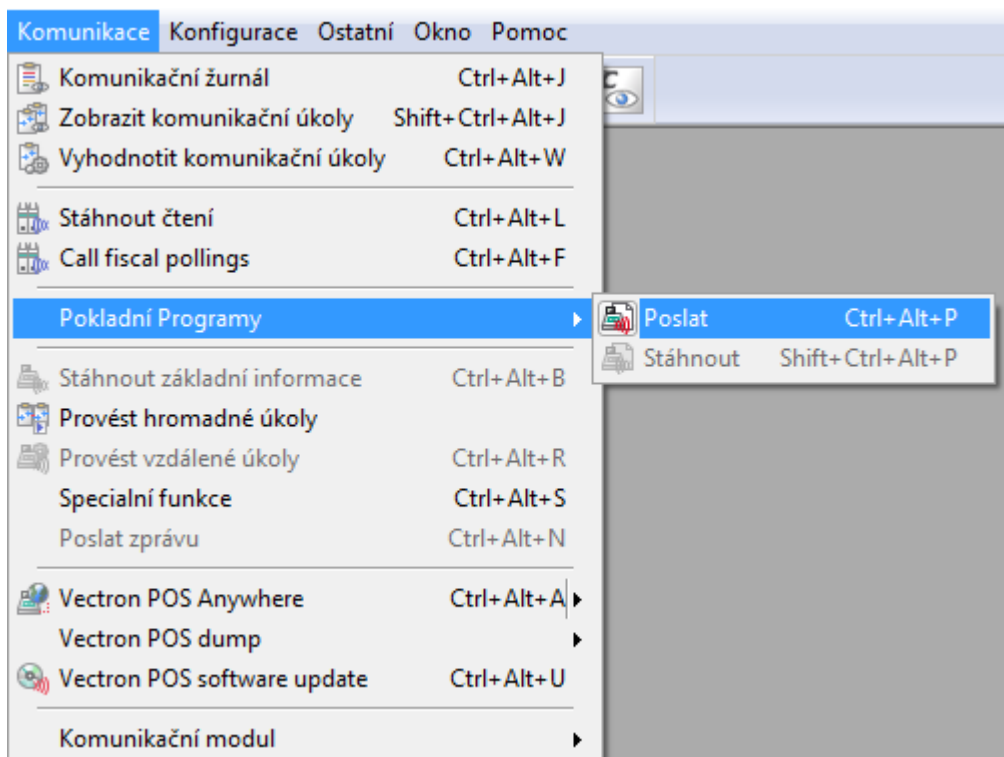 Komunikace Konfigurace Ostatní Okno Pomoc
Komunikační žurnál Ctrl+Alt+J
Zobrazit komunikační úkoly Shift+Ctrl+Alt+J
Vyhodnotit komunikační úkoly Ctrl+Alt+W
Stáhnout čtení Ctrl+Alt+L
Call fiscal pollings Ctrl+Alt+F
Pokladní Programy
Poslat Ctrl+Alt+P
Stáhnout Shift+Ctrl+Alt+P
Stáhnout základní informace Ctrl+Alt+B
Provést hromadné úkoly
Provést vzdálené úkoly Ctrl+Alt+R
Specialní funkce Ctrl+Alt+S
Poslat zprávu Ctrl+Alt+N
Vectron POS Anywhere Ctrl+Alt+A
Vectron POS dump
Vectron POS software update Ctrl+Alt+U
Komunikační modul